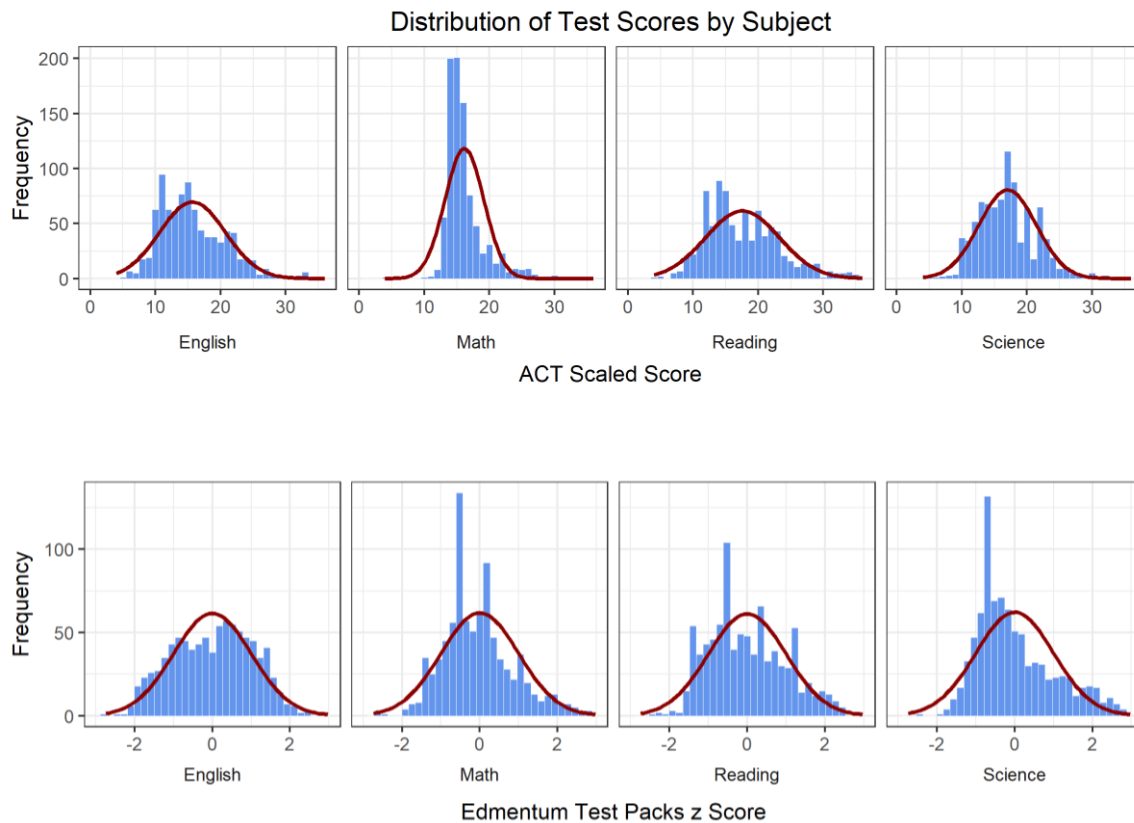 Distribution of Test Scores by Subject
Frequency
200
150
100
50
0
0 10 20 30 0 10 20 30 0 10 20 30 0 10 20 30
English Math Reading Science
ACT Scaled Score
Frequency
100
50
0
-2 0 2 -2 0 2 -2 0 2 -2 0 2
English Math Reading Science
Edmentum Test Packs z Score